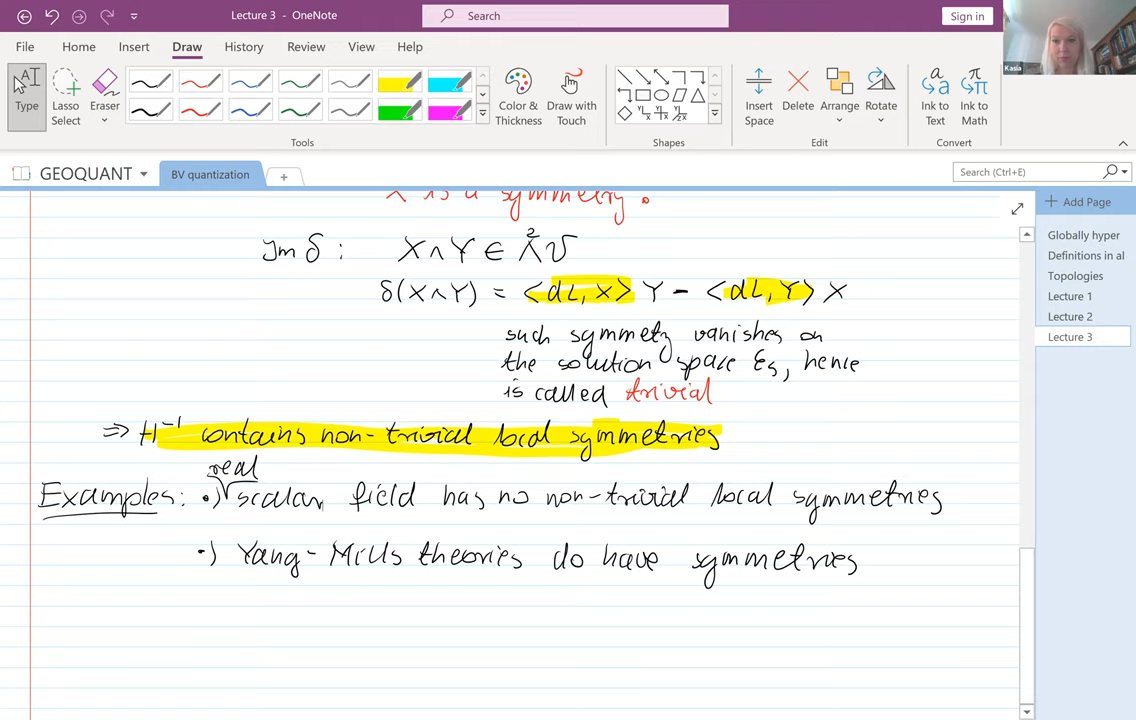 Lecture 3 - OneNote
Search
Sign in
Kasia
File Home Insert Draw History Review View Help
Type
Lasso Select
Eraser
Color & Thickness
Draw with Touch
Insert Space
Delete
Arrange
Rotate
Ink to Text
Ink to Math
Tools
Shapes
Edit
Convert
GEOQUANT
BV quantization
Search (Ctrl+E)
Add Page
Globally hyper
Definitions in al
Topologies
Lecture 1
Lecture 2
Lecture 3
X is a symmetry.
Im δ : X ∧ Y ∈ Λ² V
δ(X ∧ Y) = <dL, X> Y - <dL, Y> X
such symmetry vanishes on
the solution space Es, hence
is called trivial
⇒ H⁻¹ contains non-trivial local symmetries
real
Examples: •) scalar field has no non-trivial local symmetries
•) Yang-Mills theories do have symmetries